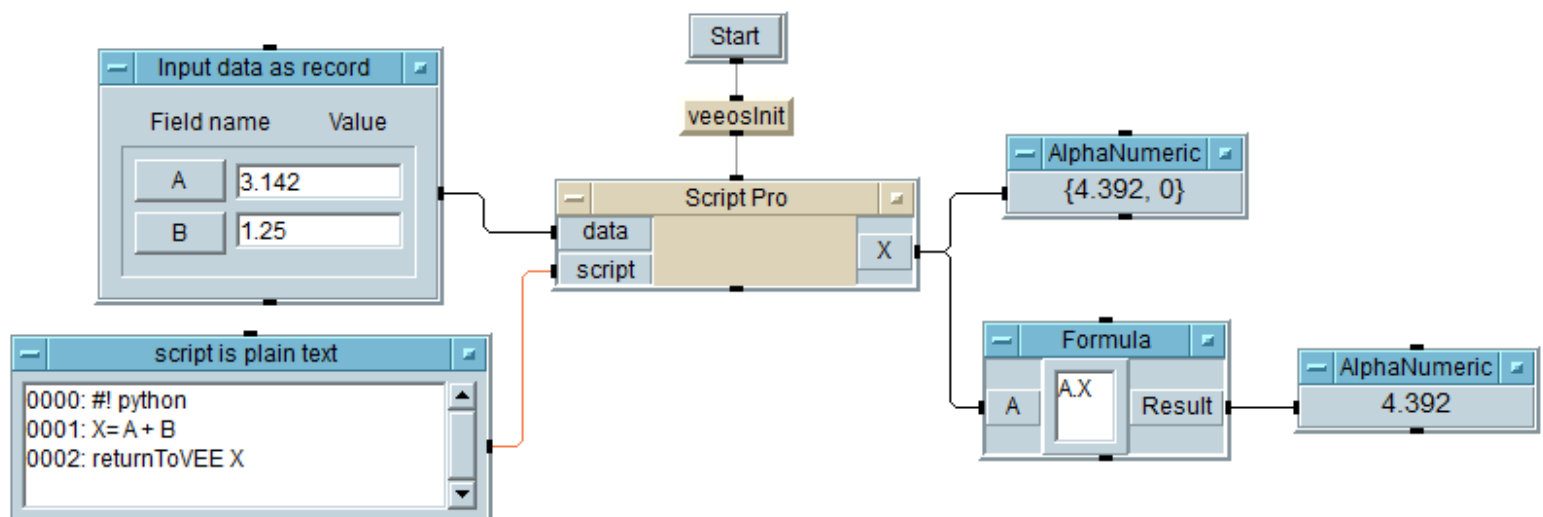 Start
Input data as record
Field name Value
A 3.142
B 1.25
veeosInit
Script Pro
data
script
X
AlphaNumeric
{4.392, 0}
script is plain text
0000: #! python
0001: X= A + B
0002: returnToVEE X
Formula
A
A.X
Result
AlphaNumeric
4.392